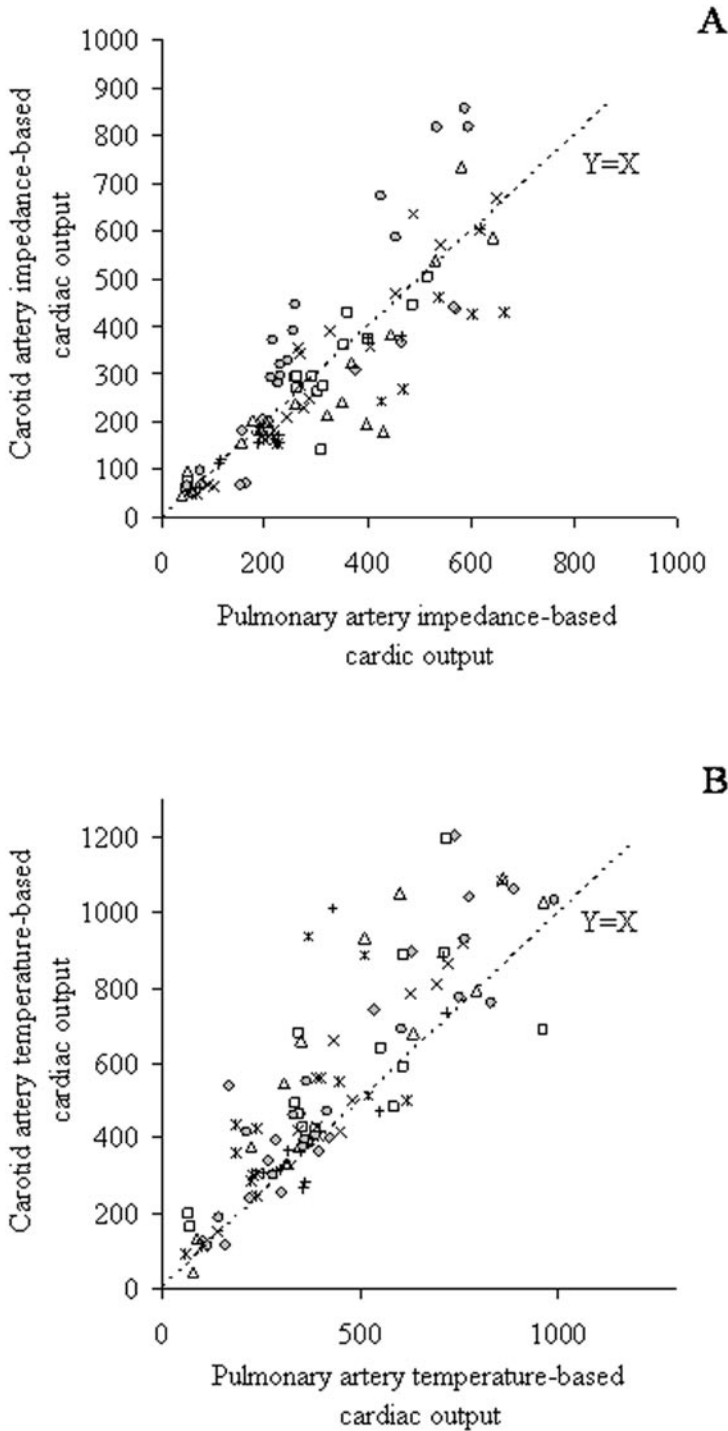 A
1000
900
800
700
600
500
400
300
200
100
0
Carotid artery impedance-based
cardiac output
Y=X
0 200 400 600 800 1000
Pulmonary artery impedance-based
cardic output
B
1200
1000
800
600
400
200
0
Carotid artery temperature-based
cardiac output
Y=X
0 500 1000
Pulmonary artery temperature-based
cardiac output